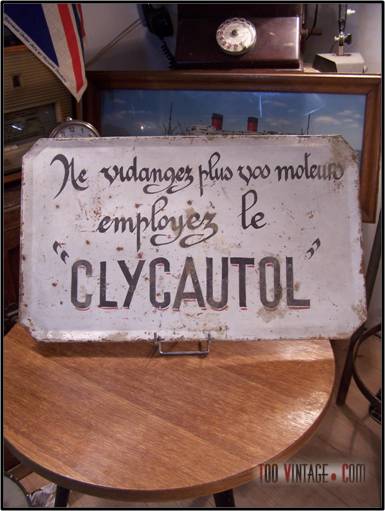 Ne vidangez plus vos moteurs
employez le
"CLYCAUTOL"
TOO VINTAGE.COM